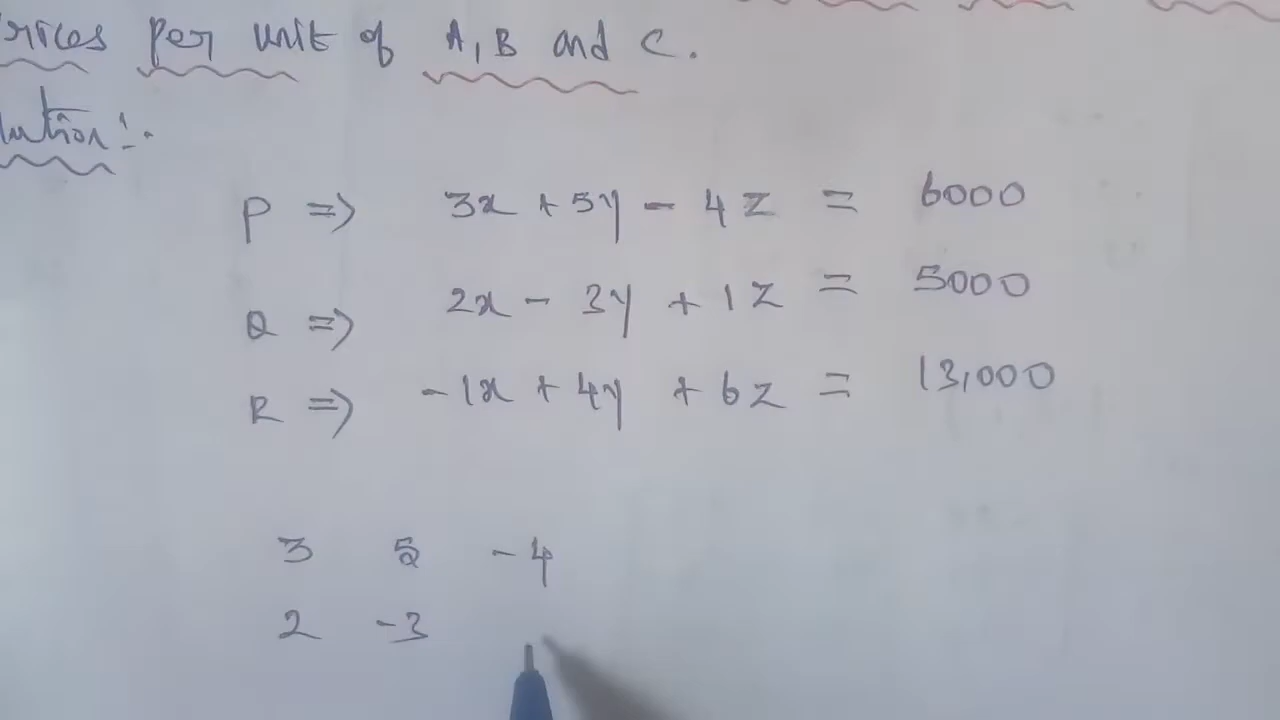 rices per unit of A, B and C.
lution:-
P => 3x + 5y - 4z = 6000
Q => 2x - 3y + 1z = 5000
R => -1x + 4y + 6z = 13,000
3 5 -4
2 -3